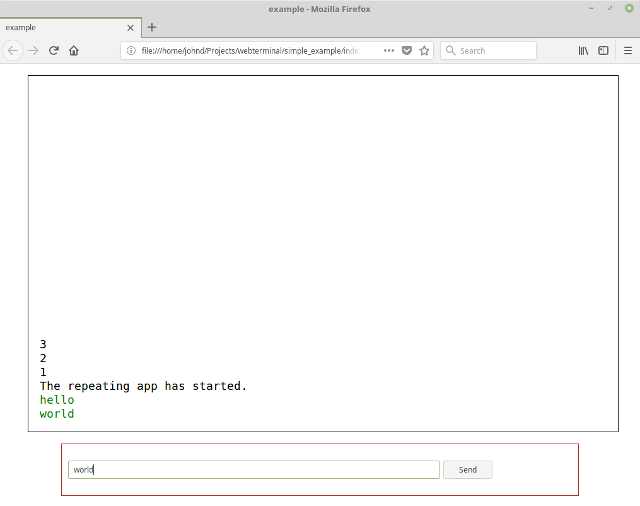 example - Mozilla Firefox
example
file:///home/johnd/Projects/webterminal/simple_example/inde
Search
3
2
1
The repeating app has started.
hello
world
world
Send